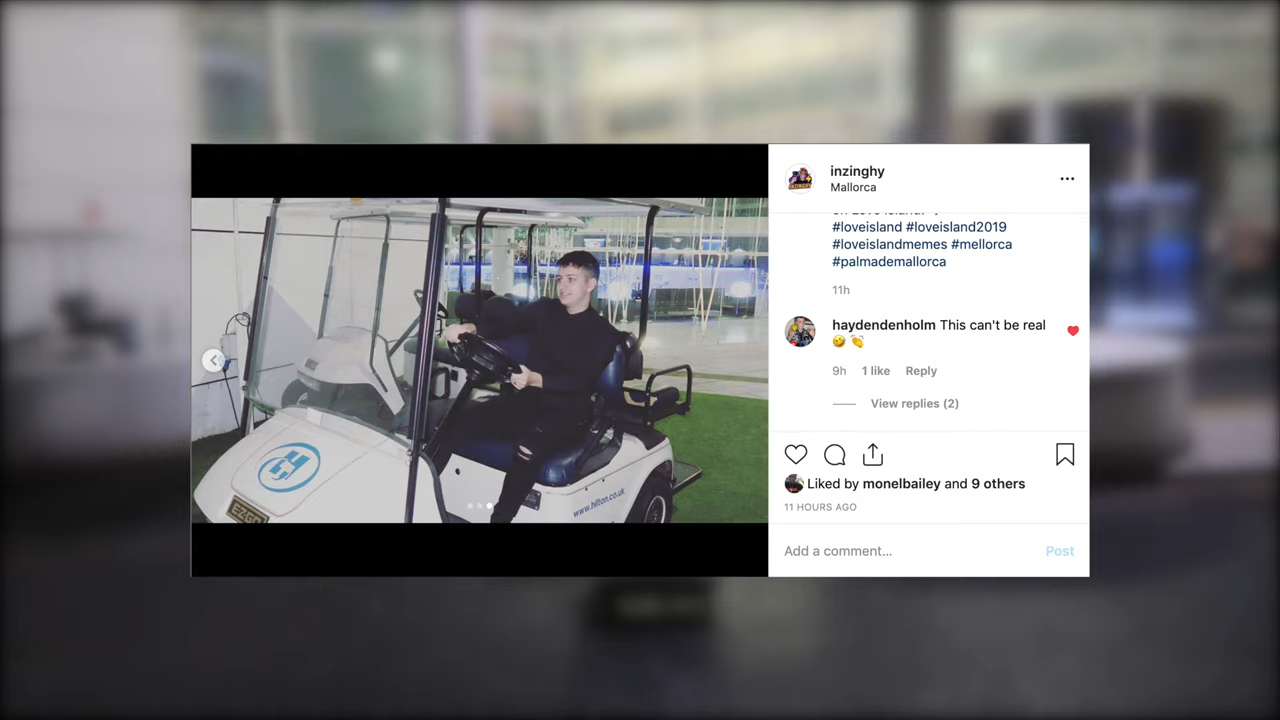 inzinghy
Mallorca
#loveisland #loveisland2019
#loveislandmemes #mellorca
#palmademallorca
11h
haydendenholm This can't be real
🤣 👏
9h 1 like Reply
View replies (2)
Liked by monelbailey and 9 others
11 HOURS AGO
Add a comment... Post
EZGO
www.hilton.co.uk